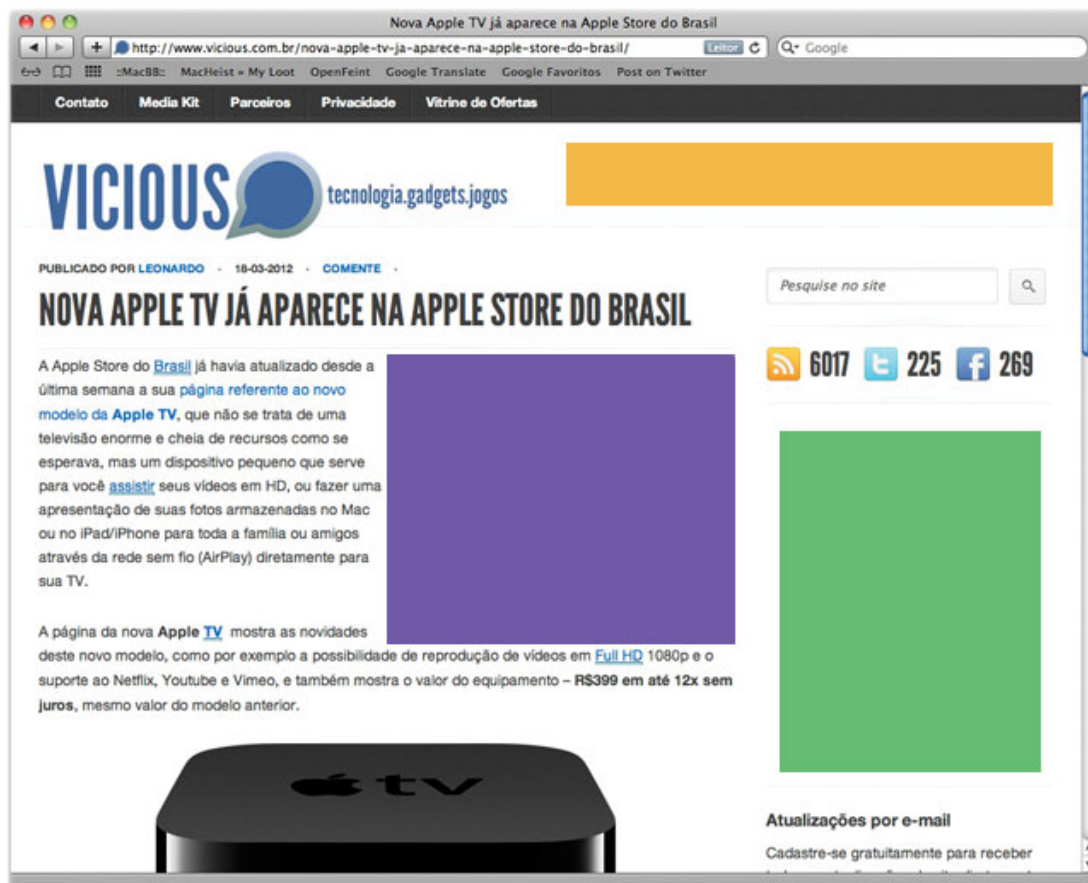 Nova Apple TV já aparece na Apple Store do Brasil
http://www.vicious.com.br/nova-apple-tv-ja-aparece-na-apple-store-do-brasil/ Leitor Google
::MacBB:: MacHeist = My Loot OpenFeint Google Translate Google Favoritos Post on Twitter
Contato Media Kit Parceiros Privacidade Vitrine de Ofertas
VICIOUS tecnologia.gadgets.jogos
PUBLICADO POR LEONARDO - 18-03-2012 - COMENTE -
NOVA APPLE TV JÁ APARECE NA APPLE STORE DO BRASIL
A Apple Store do Brasil já havia atualizado desde a
última semana a sua página referente ao novo
modelo da Apple TV, que não se trata de uma
televisão enorme e cheia de recursos como se
esperava, mas um dispositivo pequeno que serve
para você assistir seus vídeos em HD, ou fazer uma
apresentação de suas fotos armazenadas no Mac
ou no iPad/iPhone para toda a família ou amigos
através da rede sem fio (AirPlay) diretamente para
sua TV.
A página da nova Apple TV mostra as novidades
deste novo modelo, como por exemplo a possibilidade de reprodução de vídeos em Full HD 1080p e o
suporte ao Netflix, Youtube e Vimeo, e também mostra o valor do equipamento – R$399 em até 12x sem
juros, mesmo valor do modelo anterior.
tv
Pesquise no site
6017 225 269
Atualizações por e-mail
Cadastre-se gratuitamente para receber